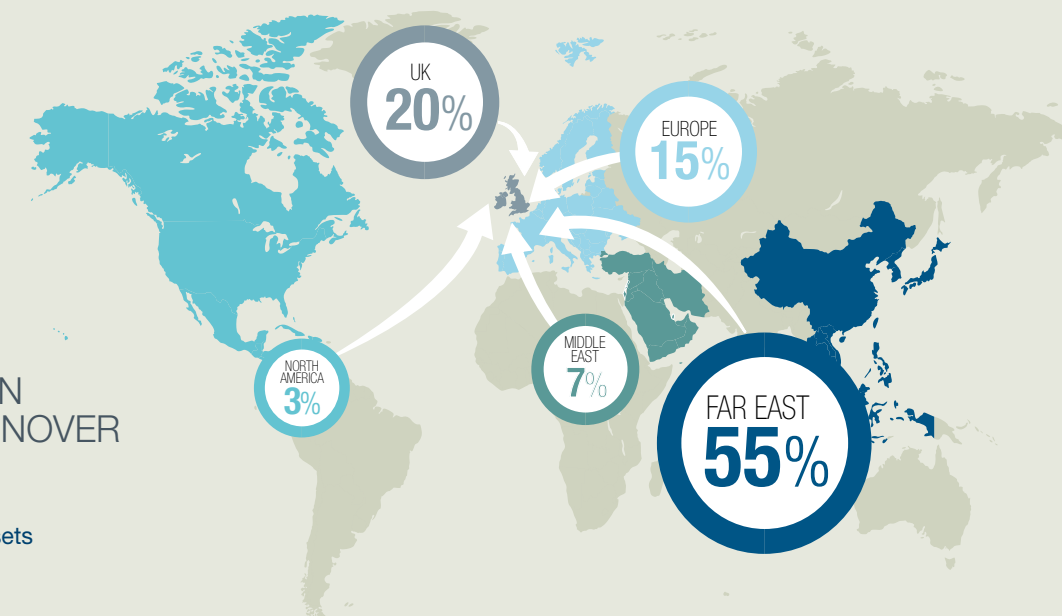 UK
20%
EUROPE
15%
NORTH
AMERICA
3%
MIDDLE
EAST
7%
FAR EAST
55%
N
NOVER
ets